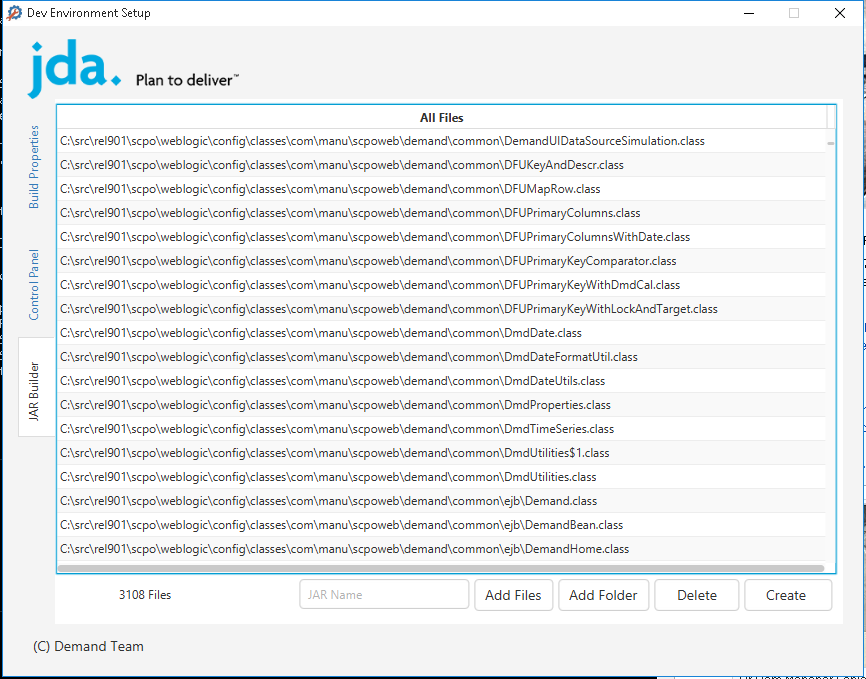 Dev Environment Setup
jda.
Plan to deliver™
Build Properties
Control Panel
JAR Builder
All Files
C:\src\rel901\scpo\weblogic\config\classes\com\manu\scpoweb\demand\common\DemandUIDataSourceSimulation.class
C:\src\rel901\scpo\weblogic\config\classes\com\manu\scpoweb\demand\common\DFUKeyAndDescr.class
C:\src\rel901\scpo\weblogic\config\classes\com\manu\scpoweb\demand\common\DFUMapRow.class
C:\src\rel901\scpo\weblogic\config\classes\com\manu\scpoweb\demand\common\DFUPrimaryColumns.class
C:\src\rel901\scpo\weblogic\config\classes\com\manu\scpoweb\demand\common\DFUPrimaryColumnsWithDate.class
C:\src\rel901\scpo\weblogic\config\classes\com\manu\scpoweb\demand\common\DFUPrimaryKeyComparator.class
C:\src\rel901\scpo\weblogic\config\classes\com\manu\scpoweb\demand\common\DFUPrimaryKeyWithDmdCal.class
C:\src\rel901\scpo\weblogic\config\classes\com\manu\scpoweb\demand\common\DFUPrimaryKeyWithLockAndTarget.class
C:\src\rel901\scpo\weblogic\config\classes\com\manu\scpoweb\demand\common\DmdDate.class
C:\src\rel901\scpo\weblogic\config\classes\com\manu\scpoweb\demand\common\DmdDateFormatUtil.class
C:\src\rel901\scpo\weblogic\config\classes\com\manu\scpoweb\demand\common\DmdDateUtils.class
C:\src\rel901\scpo\weblogic\config\classes\com\manu\scpoweb\demand\common\DmdProperties.class
C:\src\rel901\scpo\weblogic\config\classes\com\manu\scpoweb\demand\common\DmdTimeSeries.class
C:\src\rel901\scpo\weblogic\config\classes\com\manu\scpoweb\demand\common\DmdUtilities$1.class
C:\src\rel901\scpo\weblogic\config\classes\com\manu\scpoweb\demand\common\DmdUtilities.class
C:\src\rel901\scpo\weblogic\config\classes\com\manu\scpoweb\demand\common\ejb\Demand.class
C:\src\rel901\scpo\weblogic\config\classes\com\manu\scpoweb\demand\common\ejb\DemandBean.class
C:\src\rel901\scpo\weblogic\config\classes\com\manu\scpoweb\demand\common\ejb\DemandHome.class
3108 Files
JAR Name
Add Files
Add Folder
Delete
Create
(C) Demand Team